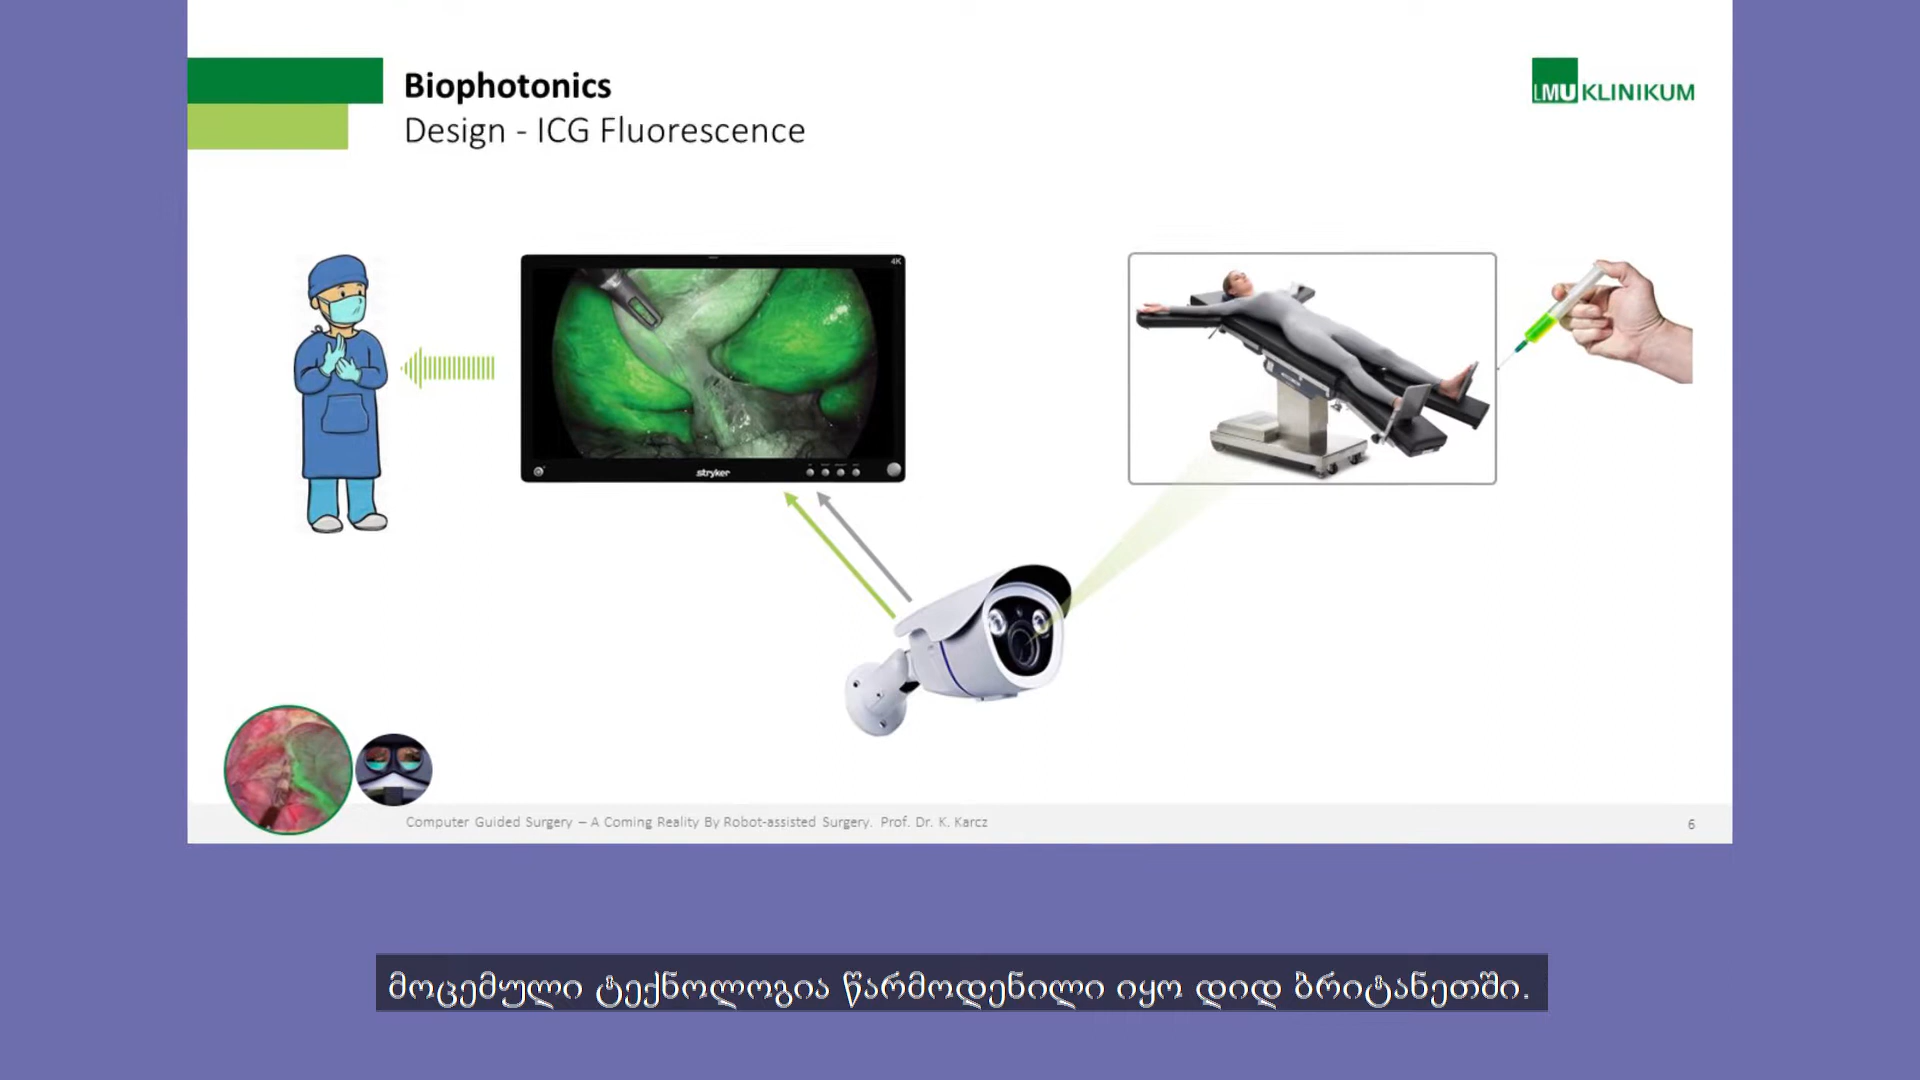 Biophotonics
Design - ICG Fluorescence
LMU KLINIKUM
4K
stryker
Computer Guided Surgery – A Coming Reality By Robot-assisted Surgery. Prof. Dr. K. Karcz
6
მოცემული ტექნოლოგია წარმოდენილი იყო დიდ ბრიტანეთში.